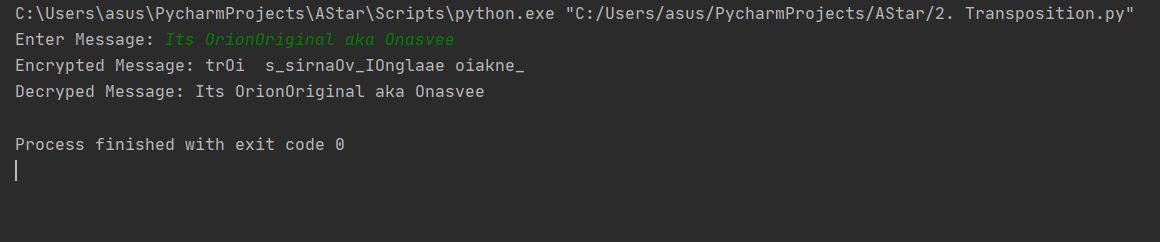 C:\Users\asus\PycharmProjects\AStar\Scripts\python.exe "C:/Users/asus/PycharmProjects/AStar/2. Transposition.py"
Enter Message: Its OrionOriginal aka Onasvee
Encrypted Message: trOi  s_sirnaOv_IOnglaae oiakne_
Decryped Message: Its OrionOriginal aka Onasvee
Process finished with exit code 0